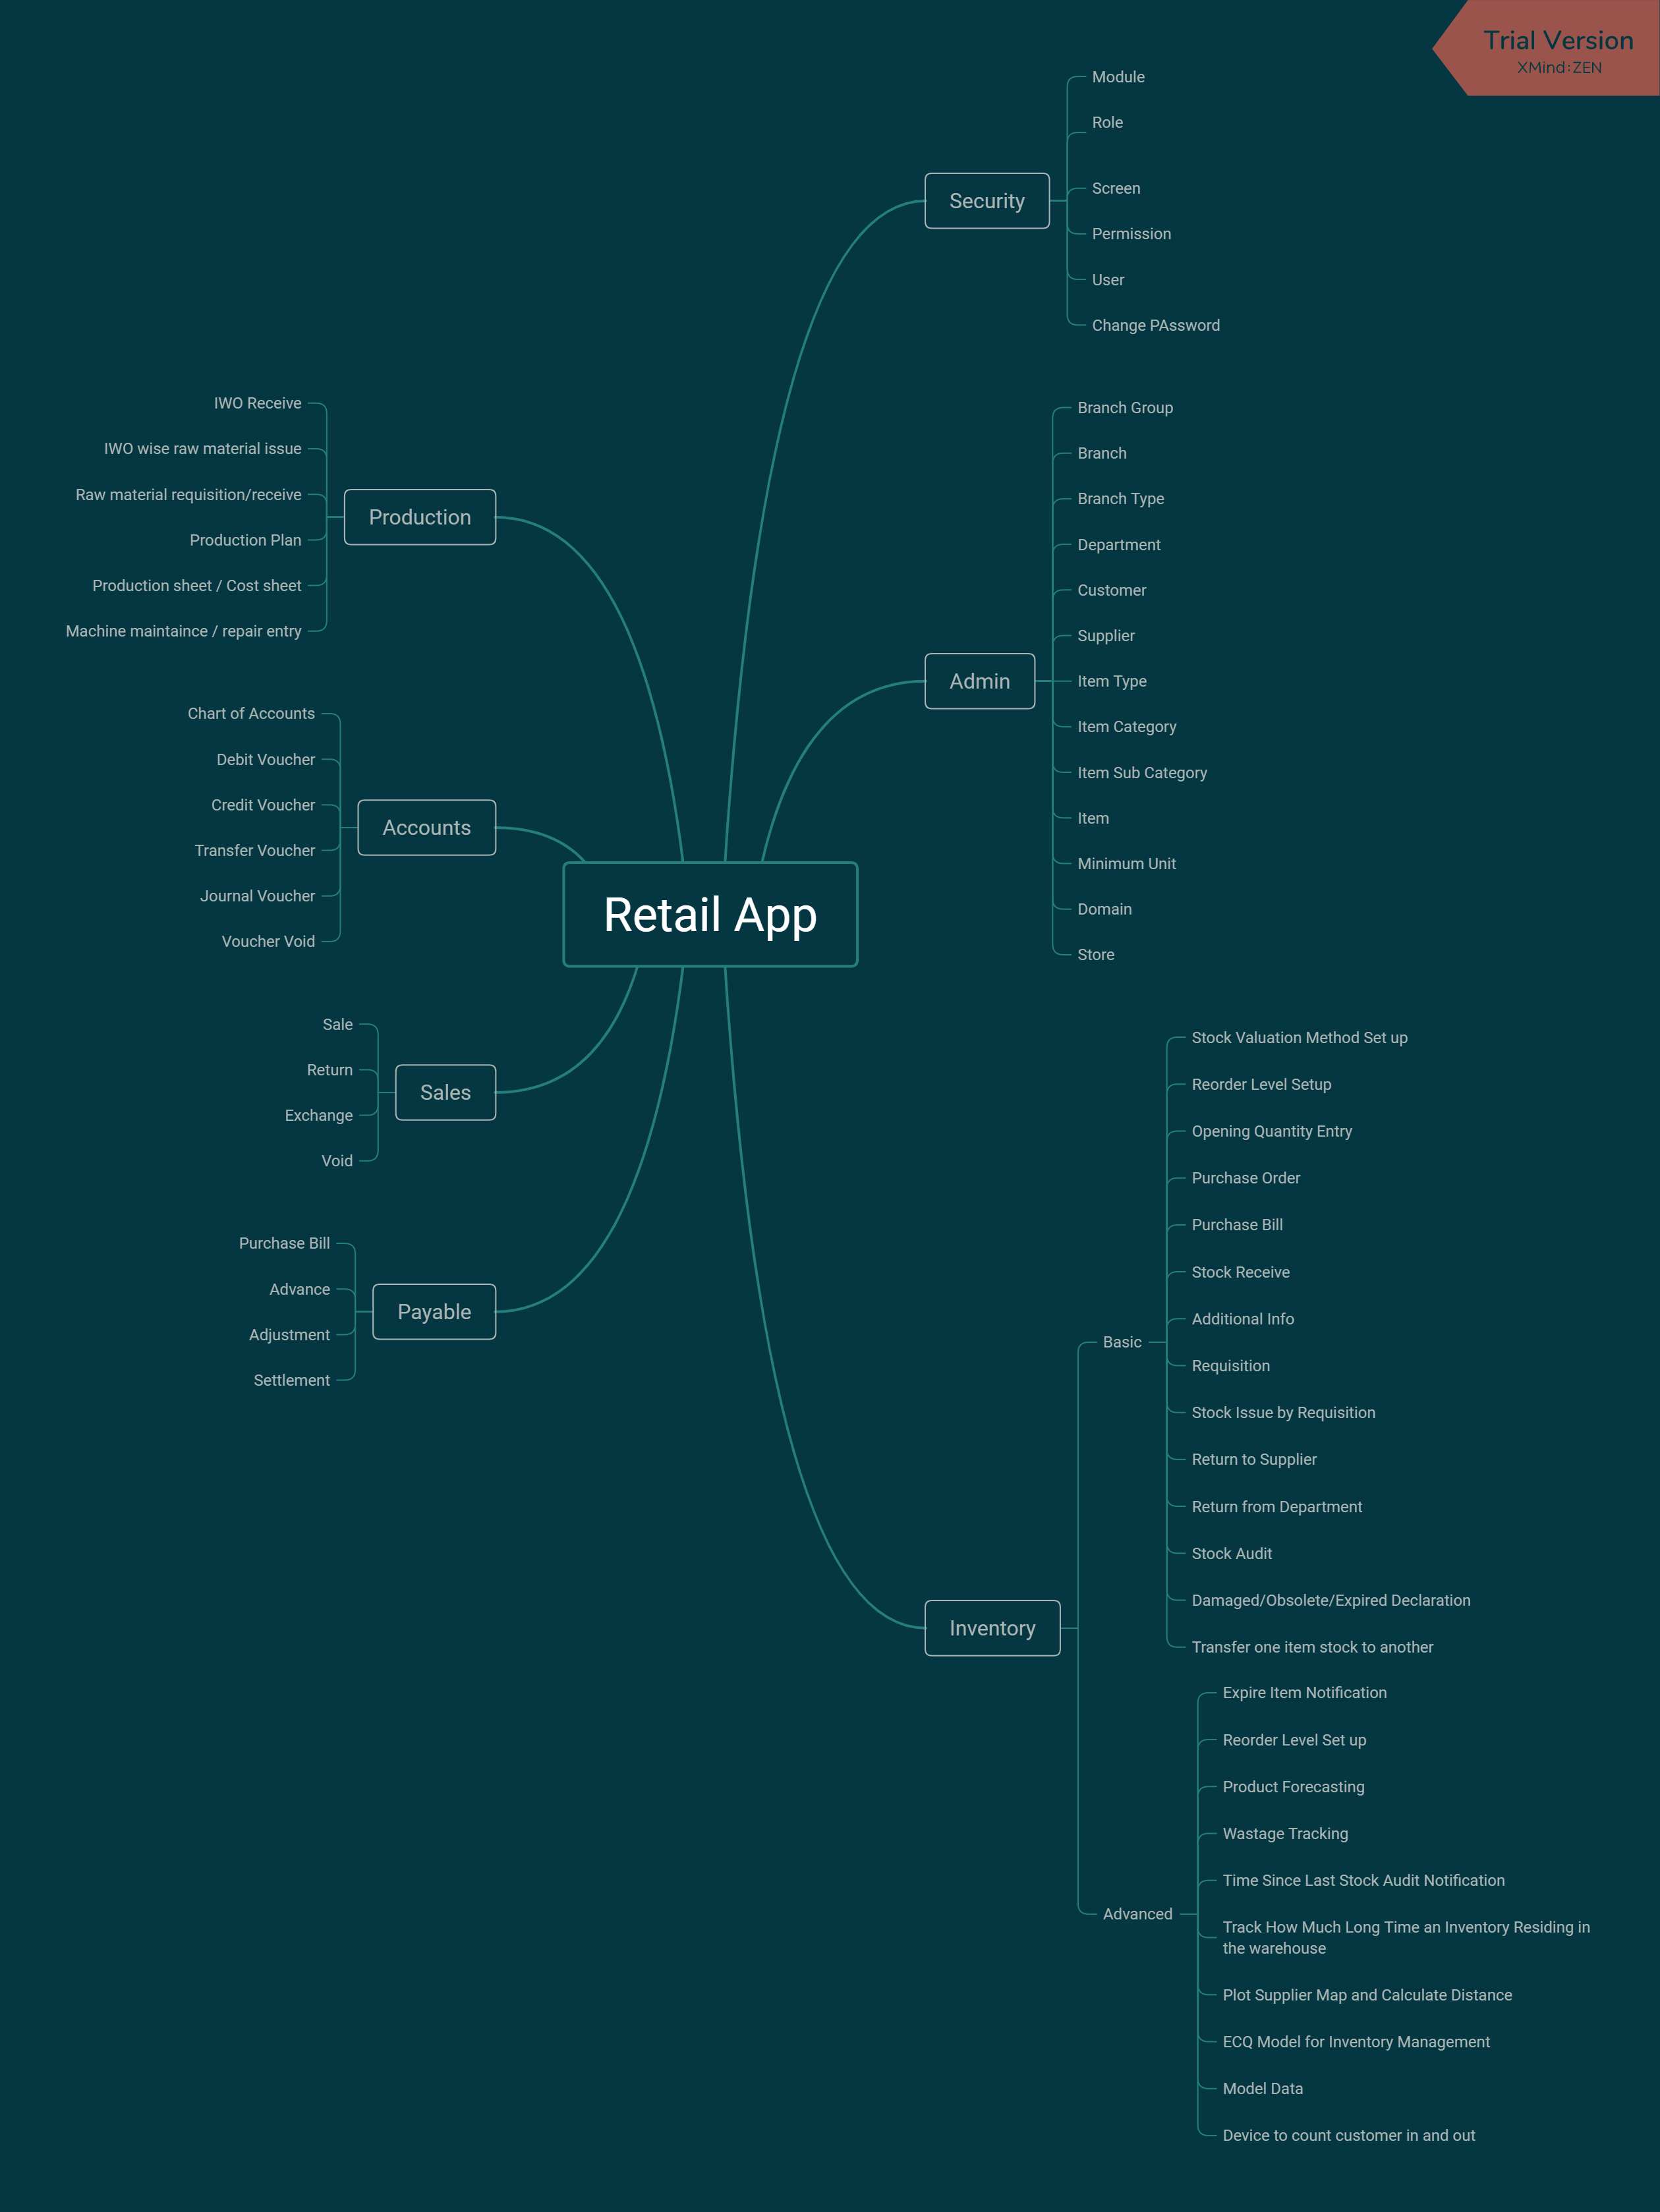 Trial Version
XMind:ZEN
Retail App
Security
Module
Role
Screen
Permission
User
Change PAssword
Admin
Branch Group
Branch
Branch Type
Department
Customer
Supplier
Item Type
Item Category
Item Sub Category
Item
Minimum Unit
Domain
Store
Inventory
Basic
Stock Valuation Method Set up
Reorder Level Setup
Opening Quantity Entry
Purchase Order
Purchase Bill
Stock Receive
Additional Info
Requisition
Stock Issue by Requisition
Return to Supplier
Return from Department
Stock Audit
Damaged/Obsolete/Expired Declaration
Transfer one item stock to another
Advanced
Expire Item Notification
Reorder Level Set up
Product Forecasting
Wastage Tracking
Time Since Last Stock Audit Notification
Track How Much Long Time an Inventory Residing in
the warehouse
Plot Supplier Map and Calculate Distance
ECQ Model for Inventory Management
Model Data
Device to count customer in and out
Production
IWO Receive
IWO wise raw material issue
Raw material requisition/receive
Production Plan
Production sheet / Cost sheet
Machine maintaince / repair entry
Accounts
Chart of Accounts
Debit Voucher
Credit Voucher
Transfer Voucher
Journal Voucher
Voucher Void
Sales
Sale
Return
Exchange
Void
Payable
Purchase Bill
Advance
Adjustment
Settlement